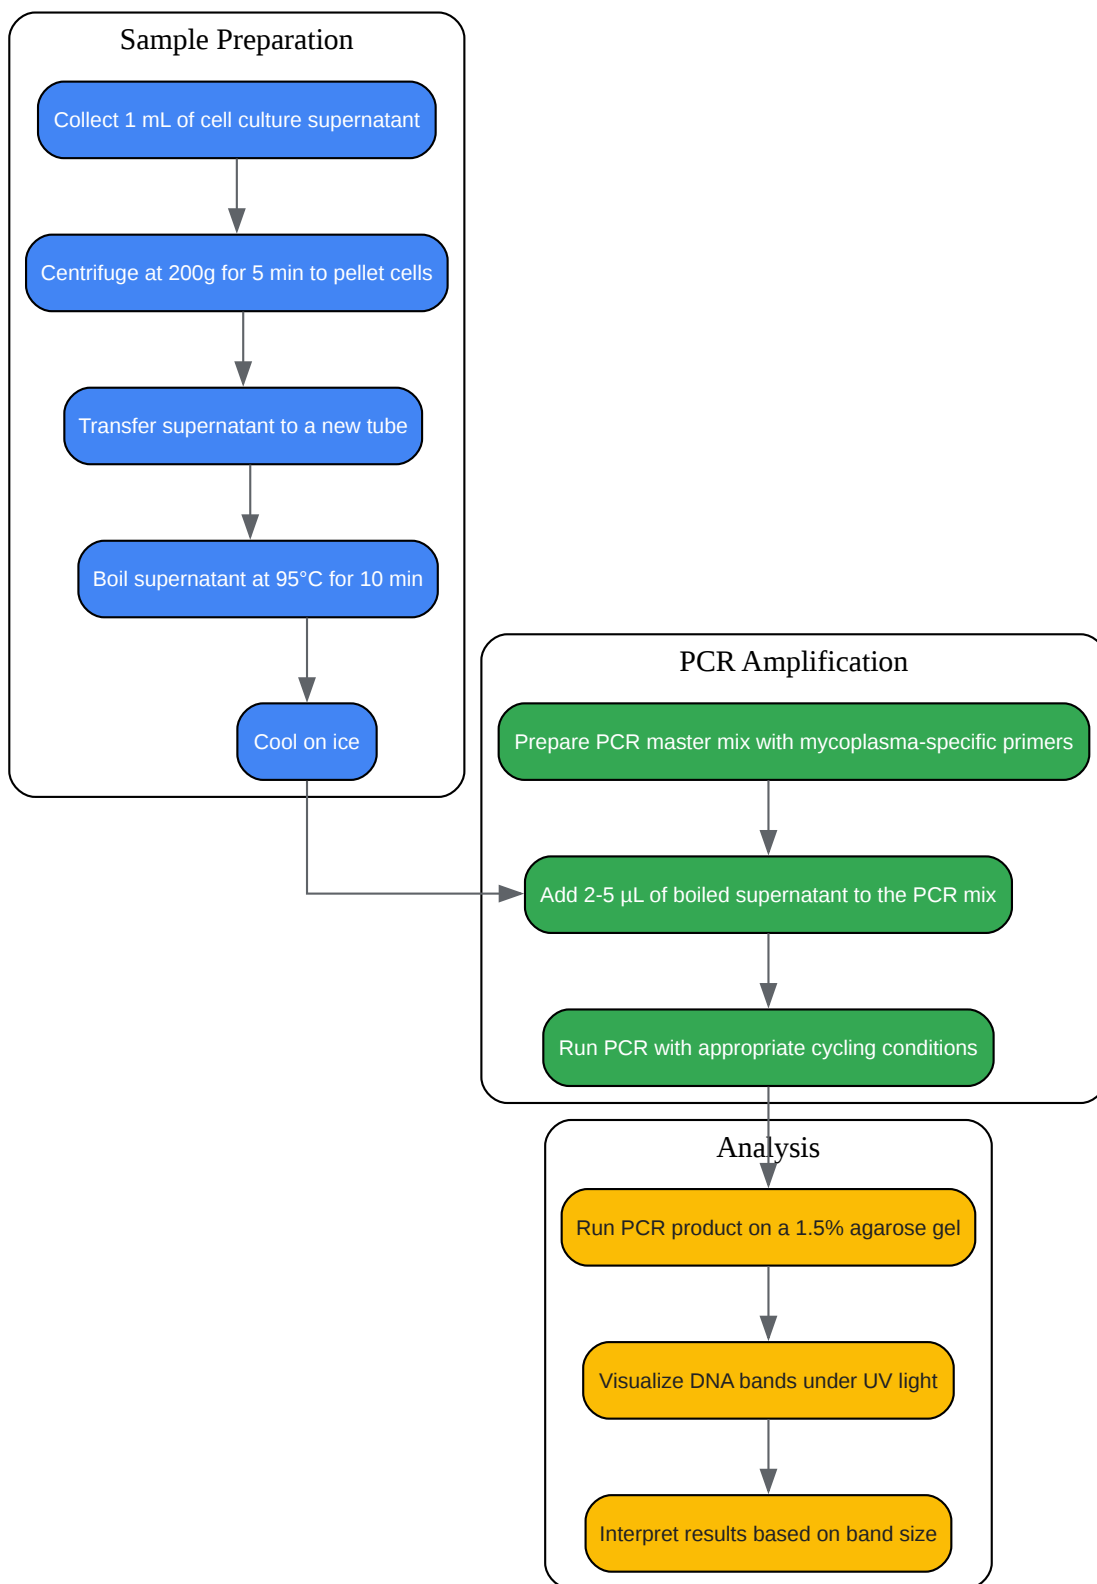 Sample Preparation
Collect 1 mL of cell culture supernatant
Centrifuge at 200g for 5 min to pellet cells
Transfer supernatant to a new tube
Boil supernatant at 95°C for 10 min
Cool on ice
PCR Amplification
Prepare PCR master mix with mycoplasma-specific primers
Add 2-5 µL of boiled supernatant to the PCR mix
Run PCR with appropriate cycling conditions
Analysis
Run PCR product on a 1.5% agarose gel
Visualize DNA bands under UV light
Interpret results based on band size